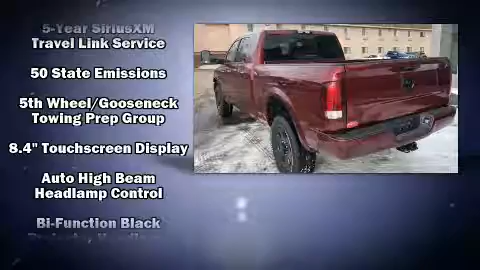 5-Year SiriusXM
Travel Link Service
50 State Emissions
5th Wheel/Gooseneck
Towing Prep Group
8.4" Touchscreen Display
Auto High Beam
Headlamp Control
Bi-Function Black